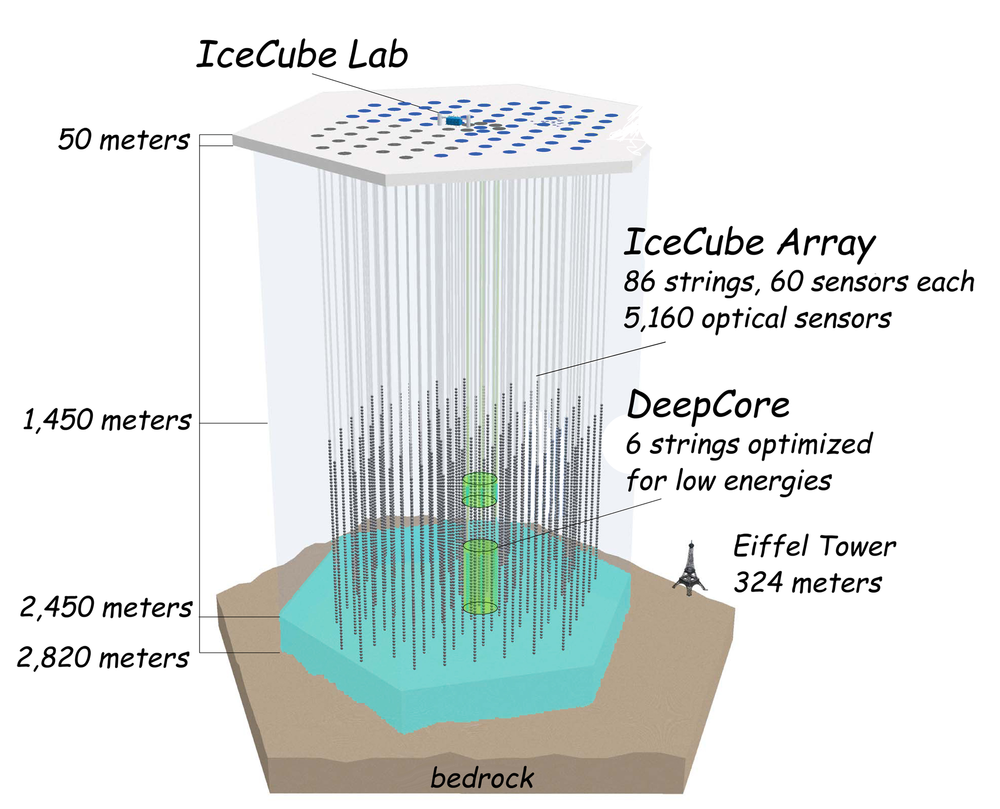 IceCube Lab
50 meters
IceCube Array
86 strings, 60 sensors each
5,160 optical sensors
DeepCore
6 strings optimized
for low energies
1,450 meters
Eiffel Tower
324 meters
2,450 meters
2,820 meters
bedrock